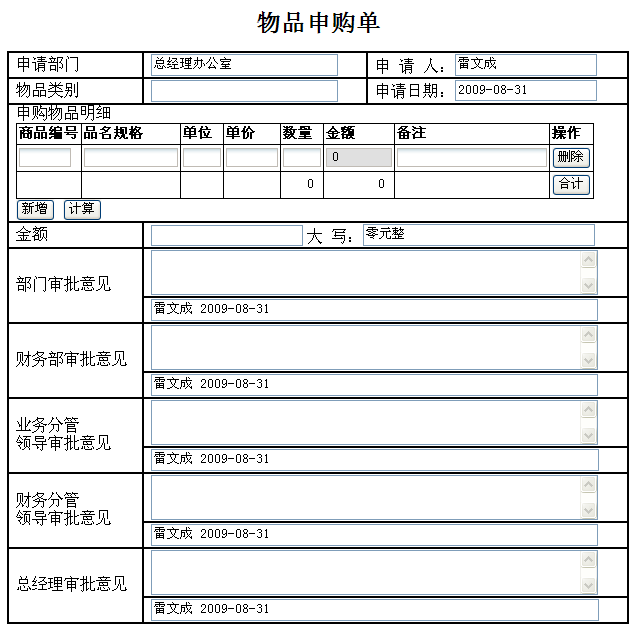 物品申购单
申请部门 总经理办公室 申 请 人： 雷文成
物品类别 申请日期： 2009-08-31
申购物品明细
商品编号 品名规格 单位 单价 数量 金额 备注 操作
0 删除
0 0 合计
新增 计算
金额 大 写： 零元整
部门审批意见
雷文成 2009-08-31
财务部审批意见
雷文成 2009-08-31
业务分管
领导审批意见
雷文成 2009-08-31
财务分管
领导审批意见
雷文成 2009-08-31
总经理审批意见
雷文成 2009-08-31